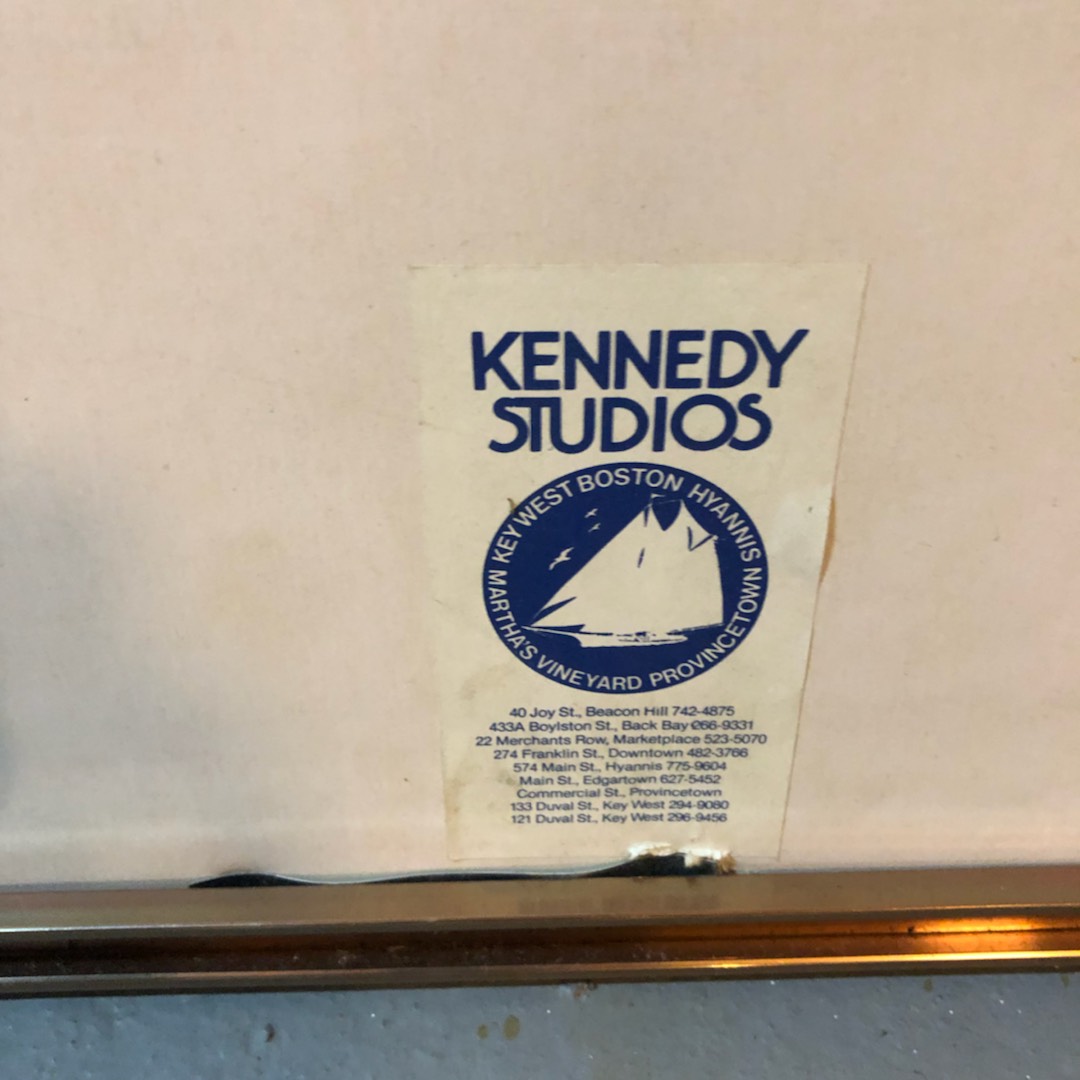 KENNEDY
STUDIOS
MARTHA'S VINEYARD PROVINCETOWN HYANNIS BOSTON KEY WEST
40 Joy St., Beacon Hill 742-4875
433A Boylston St., Back Bay 266-9331
22 Merchants Row, Marketplace 523-5070
274 Franklin St., Downtown 482-3766
574 Main St., Hyannis 775-9604
Main St., Edgartown 627-5452
Commercial St., Provincetown
133 Duval St., Key West 294-9080
121 Duval St., Key West 296-9456